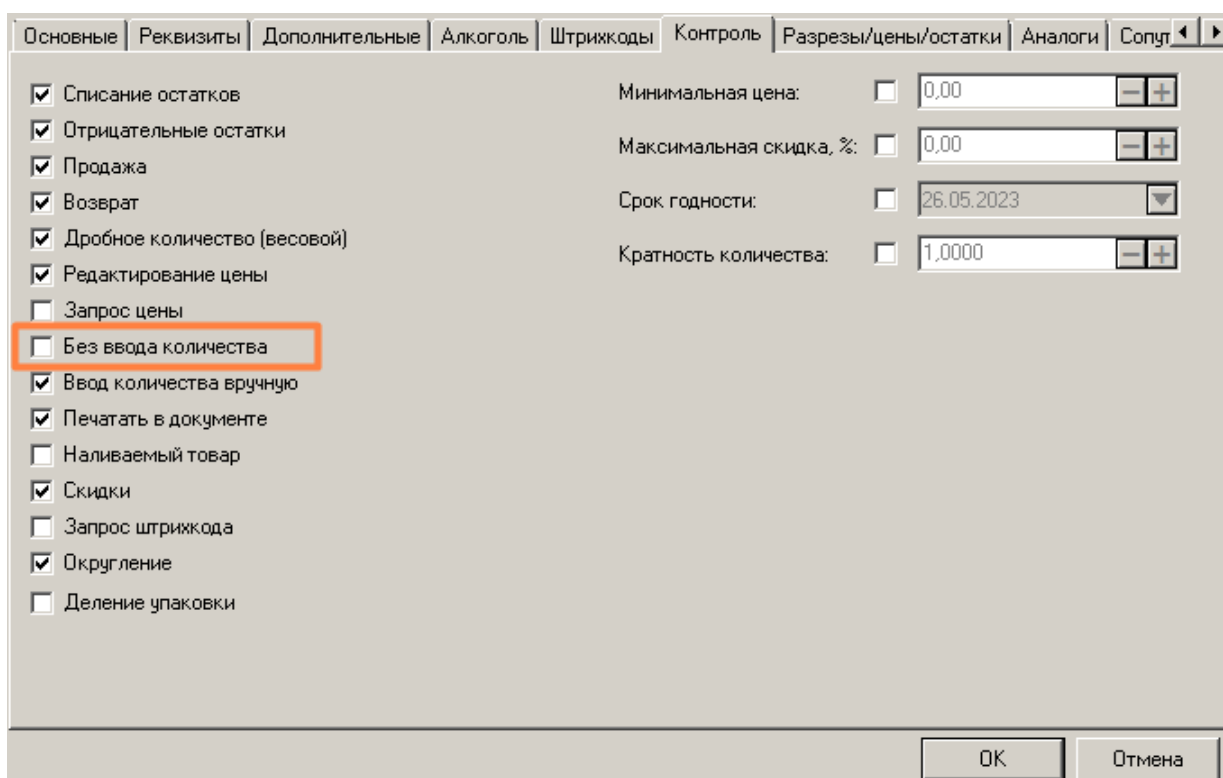 Основные Реквизиты Дополнительные Алкоголь Штрихкоды Контроль Разрезы/цены/остатки Аналоги Сопут
Списание остатков
Отрицательные остатки
Продажа
Возврат
Дробное количество (весовой)
Редактирование цены
Запрос цены
Без ввода количества
Ввод количества вручную
Печатать в документе
Наливаемый товар
Скидки
Запрос штрихкода
Округление
Деление упаковки
Минимальная цена: 0,00
Максимальная скидка, %: 0,00
Срок годности: 26.05.2023
Кратность количества: 1,0000
OK Отмена